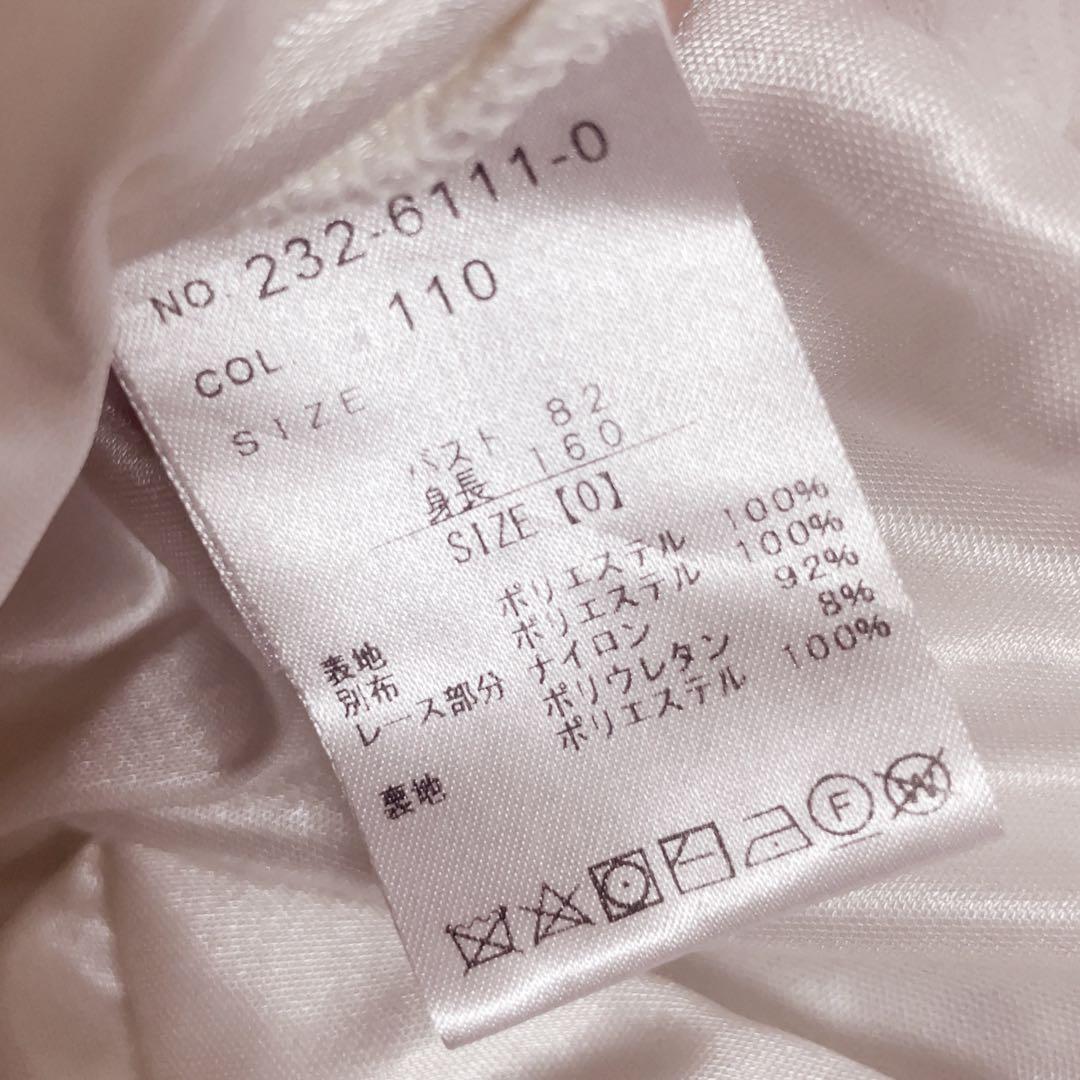 NO. 232-6111-0
COL 110
SIZE
バスト 82
身長 160
SIZE【0】
表地 ポリエステル 100%
別布 ポリエステル 100%
レース部分 ナイロン 92%
ポリウレタン 8%
裏地 ポリエステル 100%
F W